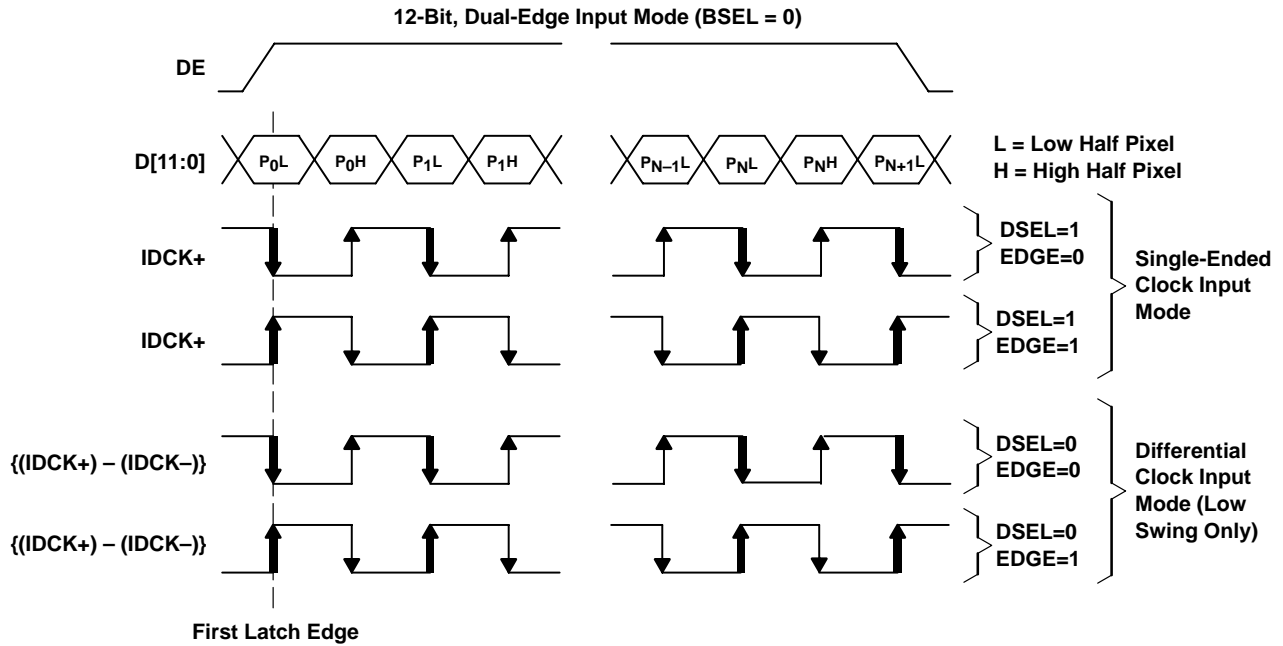 12-Bit, Dual-Edge Input Mode (BSEL = 0)
DE
D[11:0]
P0L
P0H
P1L
P1H
PN–1L
PNL
PNH
PN+1L
L = Low Half Pixel
H = High Half Pixel
IDCK+
DSEL=1
EDGE=0
IDCK+
DSEL=1
EDGE=1
Single-Ended
Clock Input
Mode
{(IDCK+) – (IDCK–)}
DSEL=0
EDGE=0
{(IDCK+) – (IDCK–)}
DSEL=0
EDGE=1
Differential
Clock Input
Mode (Low
Swing Only)
First Latch Edge